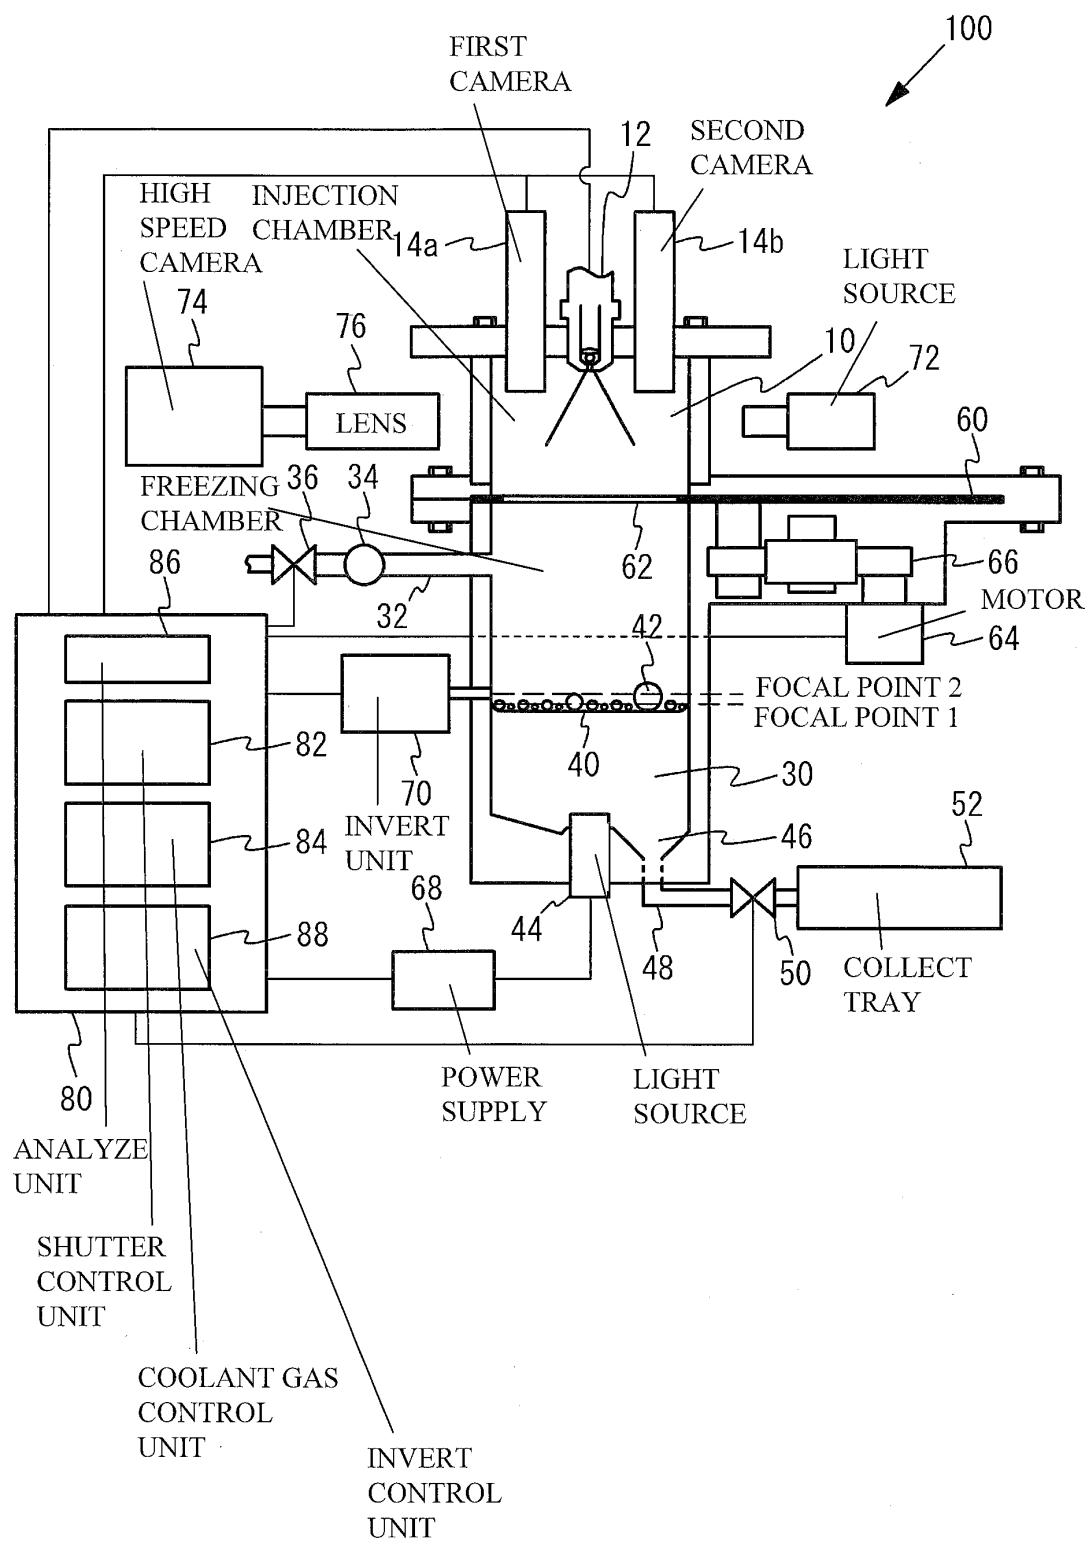 100
FIRST
CAMERA
SECOND
CAMERA
12
HIGH
SPEED
CAMERA
INJECTION
CHAMBER
14a
14b
LIGHT
SOURCE
74
76
10
72
LENS
60
FREEZING
CHAMBER
36
34
62
66
86
32
MOTOR
64
42
FOCAL POINT 2
FOCAL POINT 1
82
40
30
70
INVERT
UNIT
84
46
52
68
88
44
48
50
COLLECT
TRAY
80
POWER
SUPPLY
LIGHT
SOURCE
ANALYZE
UNIT
SHUTTER
CONTROL
UNIT
COOLANT GAS
CONTROL
UNIT
INVERT
CONTROL
UNIT